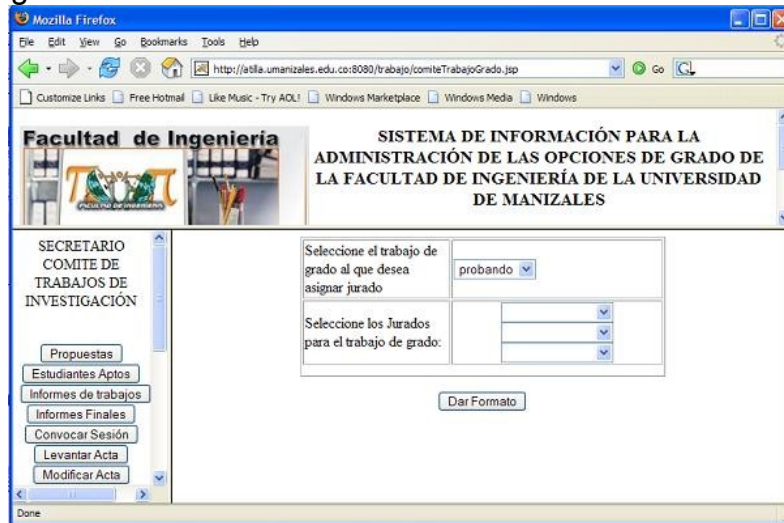 Mozilla Firefox
File Edit View Go Bookmarks Tools Help
http://atila.umanizales.edu.co:8080/trabajo/comiteTrabajoGrado.jsp
Go
Customize Links Free Hotmail Like Music - Try AOL! Windows Marketplace Windows Media Windows
Facultad de Ingeniería
FACULTAD DE INGENIERIA
SISTEMA DE INFORMACIÓN PARA LA
ADMINISTRACIÓN DE LAS OPCIONES DE GRADO DE
LA FACULTAD DE INGENIERÍA DE LA UNIVERSIDAD
DE MANIZALES
SECRETARIO
COMITE DE
TRABAJOS DE
INVESTIGACIÓN
Propuestas
Estudiantes Aptos
Informes de trabajos
Informes Finales
Convocar Sesión
Levantar Acta
Modificar Acta
Seleccione el trabajo de
grado al que desea
asignar jurado
probando
Seleccione los Jurados
para el trabajo de grado:
Dar Formato
Done